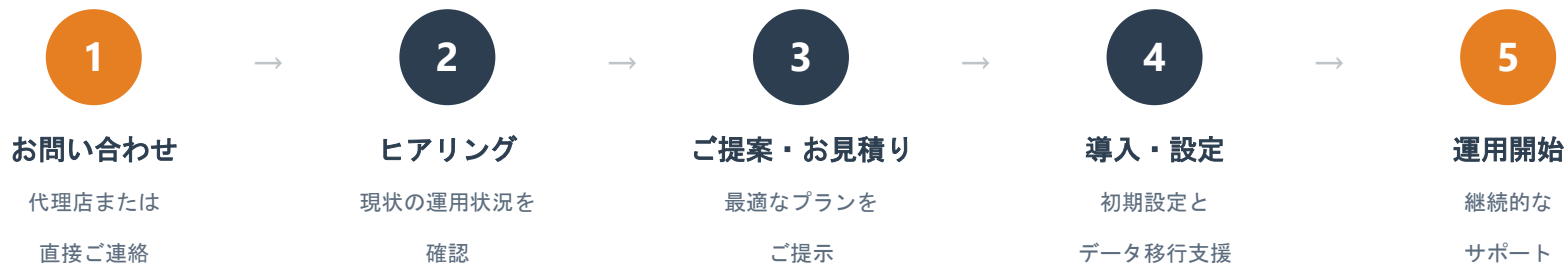 1 → 2 → 3 → 4 → 5
お問い合わせ ヒアリング ご提案・お見積り 導入・設定 運用開始
代理店または 現状の運用状況を 最適なプランを 初期設定と 継続的な
直接ご連絡 確認 ご提示 データ移行支援 サポート